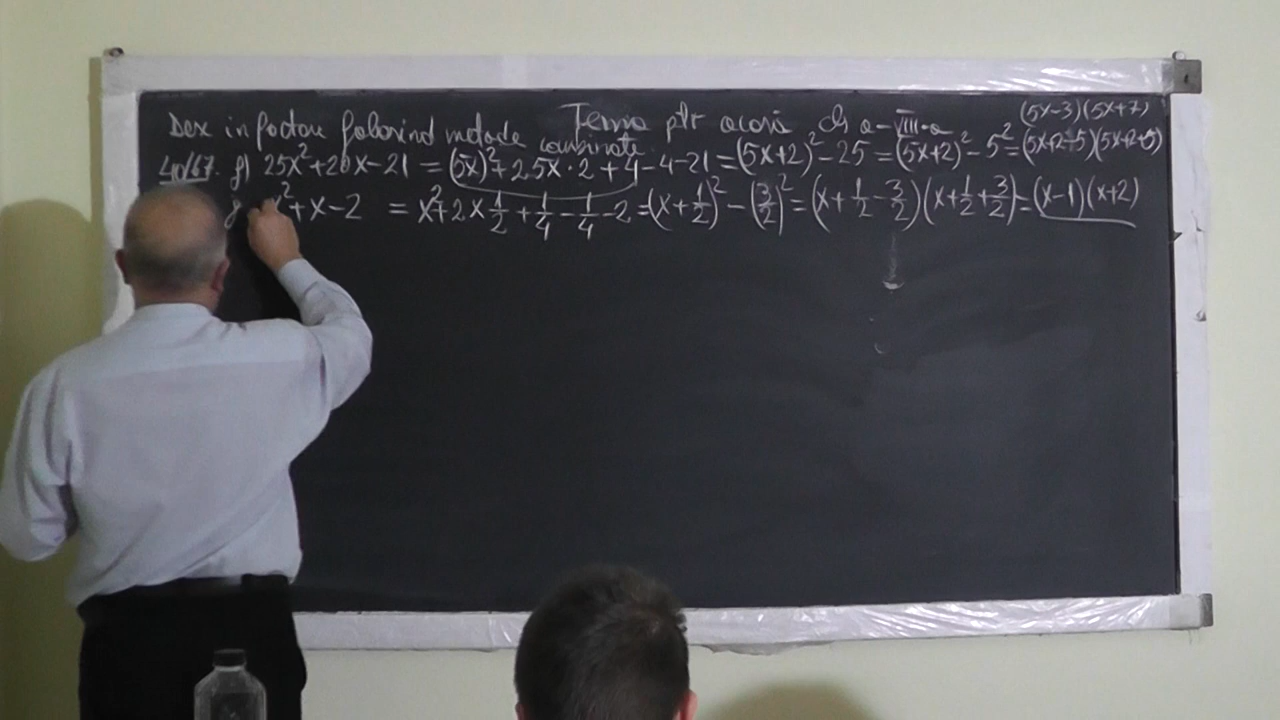 Tema ptr acasă cls a-VIII-a
Desc in factori folosind metode combinate
(5x-3)(5x+7)
40/67. f) 25x²+20x-21 = (5x)²+2·5x·2+4-4-21=(5x+2)²-25=(5x+2)²-5²=(5x+2-5)(5x+2+5)
x²+x-2 = x²+2x 1/2 + 1/4 - 1/4 - 2 = (x+1/2)² - (3/2)² = (x+1/2-3/2)(x+1/2+3/2) = (x-1)(x+2)